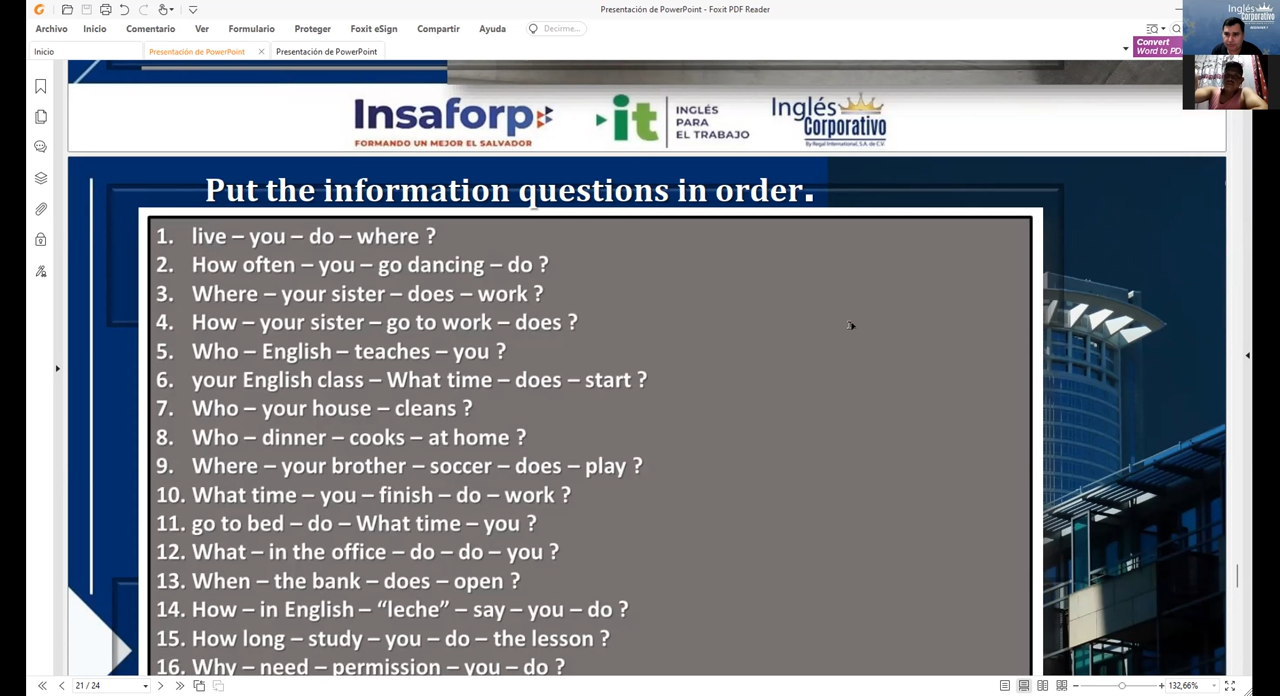 Presentación de PowerPoint - Foxit PDF Reader
Archivo Inicio Comentario Ver Formulario Proteger Foxit eSign Compartir Ayuda Decirme...
Inicio Presentación de PowerPoint Presentación de PowerPoint
Convert
Word to PDF
Inglés
Corporativo
Insaforp
FORMANDO UN MEJOR EL SALVADOR
it
INGLÉS
PARA
EL TRABAJO
Inglés
Corporativo
By Regal International, S.A. de C.V.
Put the information questions in order.
1. live – you – do – where ?
2. How often – you – go dancing – do ?
3. Where – your sister – does – work ?
4. How – your sister – go to work – does ?
5. Who – English – teaches – you ?
6. your English class – What time – does – start ?
7. Who – your house – cleans ?
8. Who – dinner – cooks – at home ?
9. Where – your brother – soccer – does – play ?
10. What time – you – finish – do – work ?
11. go to bed – do – What time – you ?
12. What – in the office – do – do – you ?
13. When – the bank – does – open ?
14. How – in English – “leche” – say – you – do ?
15. How long – study – you – do – the lesson ?
16. Why – need – permission – you – do ?
21 / 24
132,66%